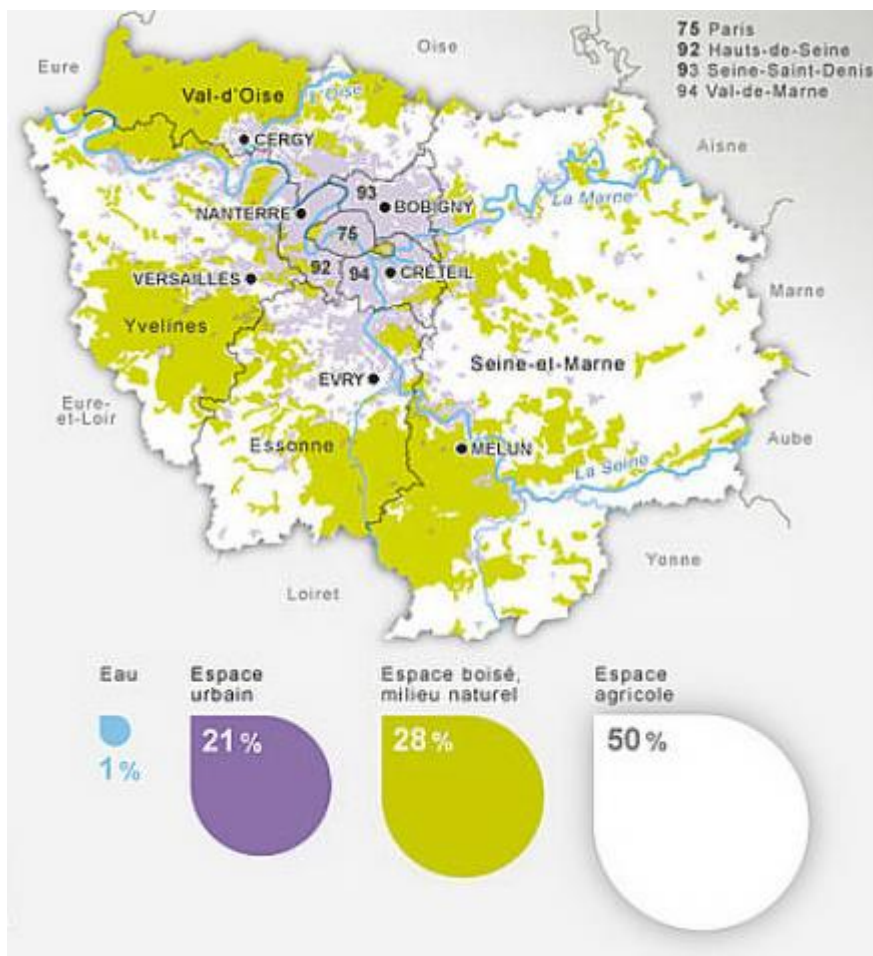 75 Paris
92 Hauts-de-Seine
93 Seine-Saint-Denis
94 Val-de-Marne
Oise
Eure
Val-d'Oise
L'Oise
CERGY
Aisne
93
NANTERRE
BOBIGNY
La Marne
75
92
94
CRÉTEIL
VERSAILLES
Marne
Yvelines
Seine-et-Marne
EVRY
Eure-
et-Loir
Essonne
MELUN
Aube
La Seine
Yonne
Loiret
Eau
1%
Espace
urbain
21%
Espace boisé,
milieu naturel
28%
Espace
agricole
50%